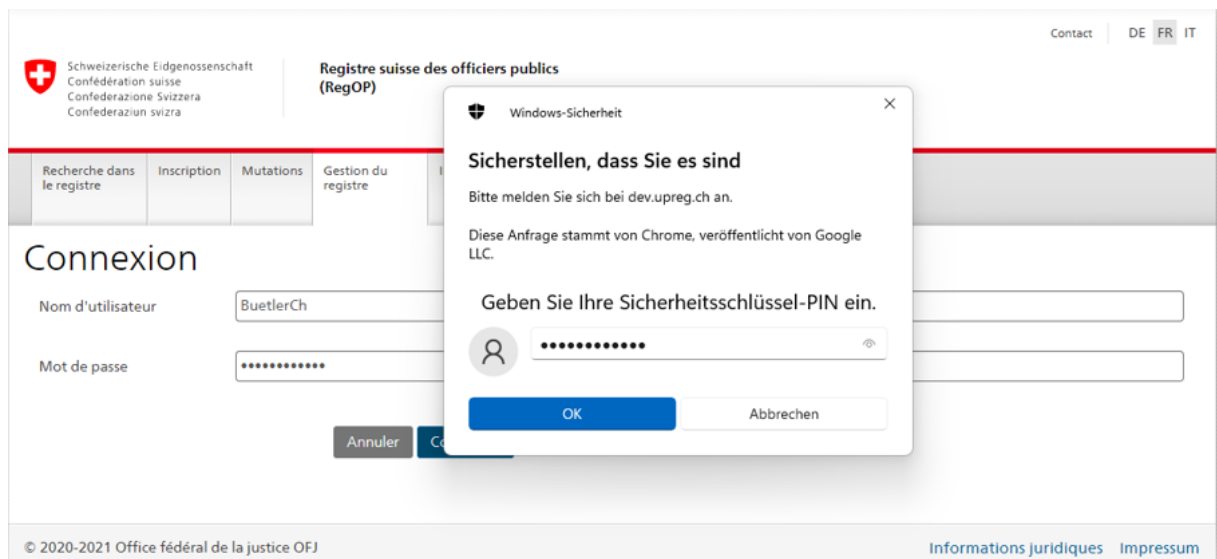 Contact DE FR IT
Schweizerische Eidgenossenschaft
Confédération suisse
Confederazione Svizzera
Confederaziun svizra
Registre suisse des officiers publics
(RegOP)
Recherche dans
le registre
Inscription
Mutations
Gestion du
registre
Connexion
Nom d'utilisateur
BuetlerCh
Mot de passe
••••••••••••
Annuler
Windows-Sicherheit
Sicherstellen, dass Sie es sind
Bitte melden Sie sich bei dev.upreg.ch an.
Diese Anfrage stammt von Chrome, veröffentlicht von Google
LLC.
Geben Sie Ihre Sicherheitsschlüssel-PIN ein.
••••••••••••
OK Abbrechen
© 2020-2021 Office fédéral de la justice OFJ
Informations juridiques Impressum